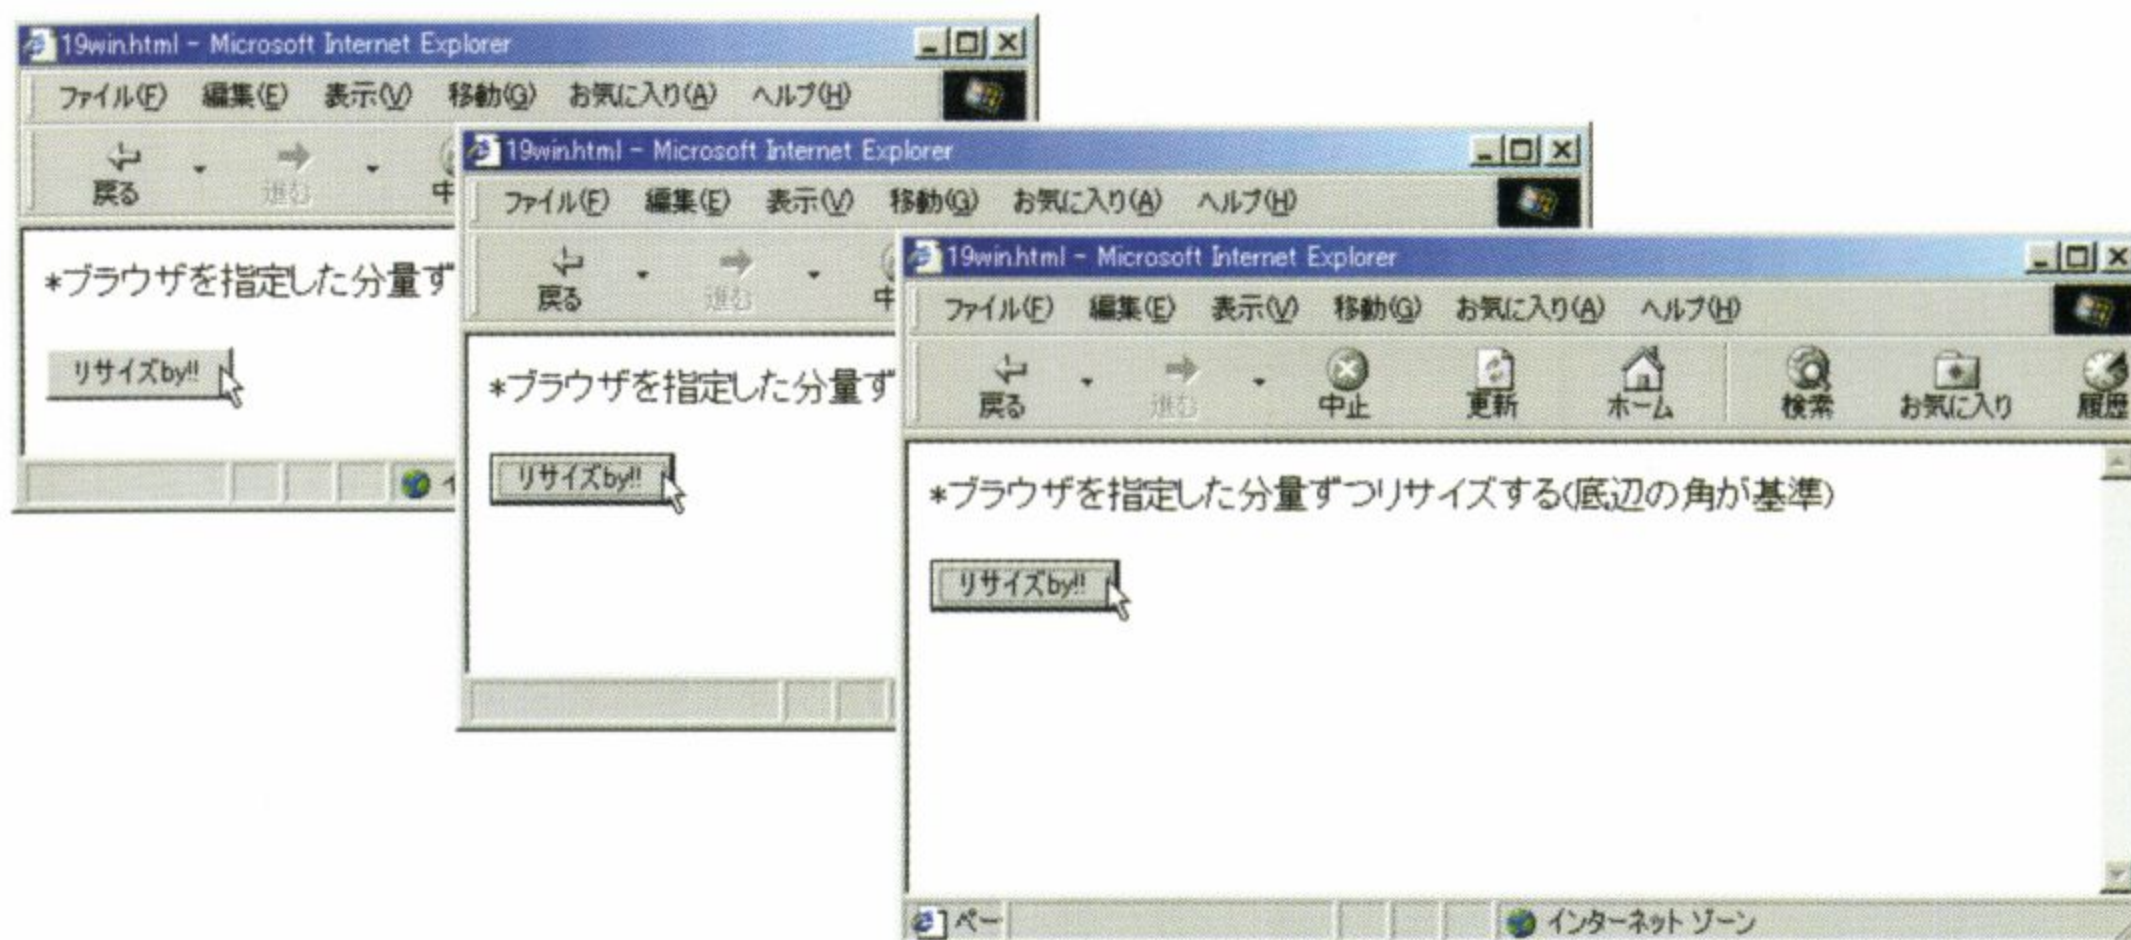 19win.html - Microsoft Internet Explorer
ファイル(F) 編集(E) 表示(V) 移動(G) お気に入り(A) ヘルプ(H)
戻る 進む 中
*ブラウザを指定した分量ず
リサイズby!!
19win.html - Microsoft Internet Explorer
ファイル(F) 編集(E) 表示(V) 移動(G) お気に入り(A) ヘルプ(H)
戻る 進む 中
*ブラウザを指定した分量ず
リサイズby!!
19win.html - Microsoft Internet Explorer
ファイル(F) 編集(E) 表示(V) 移動(G) お気に入り(A) ヘルプ(H)
戻る 進む 中止 更新 ホーム 検索 お気に入り 履歴
*ブラウザを指定した分量ずつリサイズする(底辺の角が基準)
リサイズby!!
ペー インターネット ゾーン